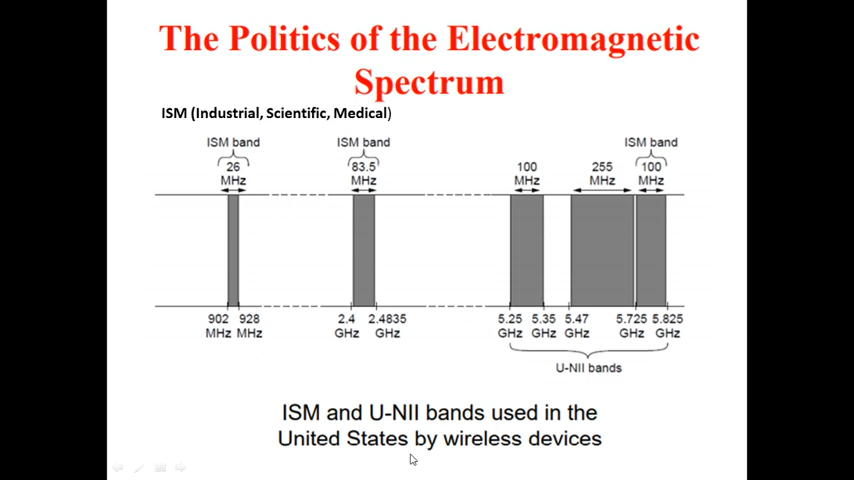 The Politics of the Electromagnetic
Spectrum
ISM (Industrial, Scientific, Medical)
ISM band ISM band ISM band
26 83.5 100 255 100
MHz MHz MHz MHz MHz
902 928 2.4 2.4835 5.25 5.35 5.47 5.725 5.825
MHz MHz GHz GHz GHz GHz GHz GHz GHz
U-NII bands
ISM and U-NII bands used in the
United States by wireless devices